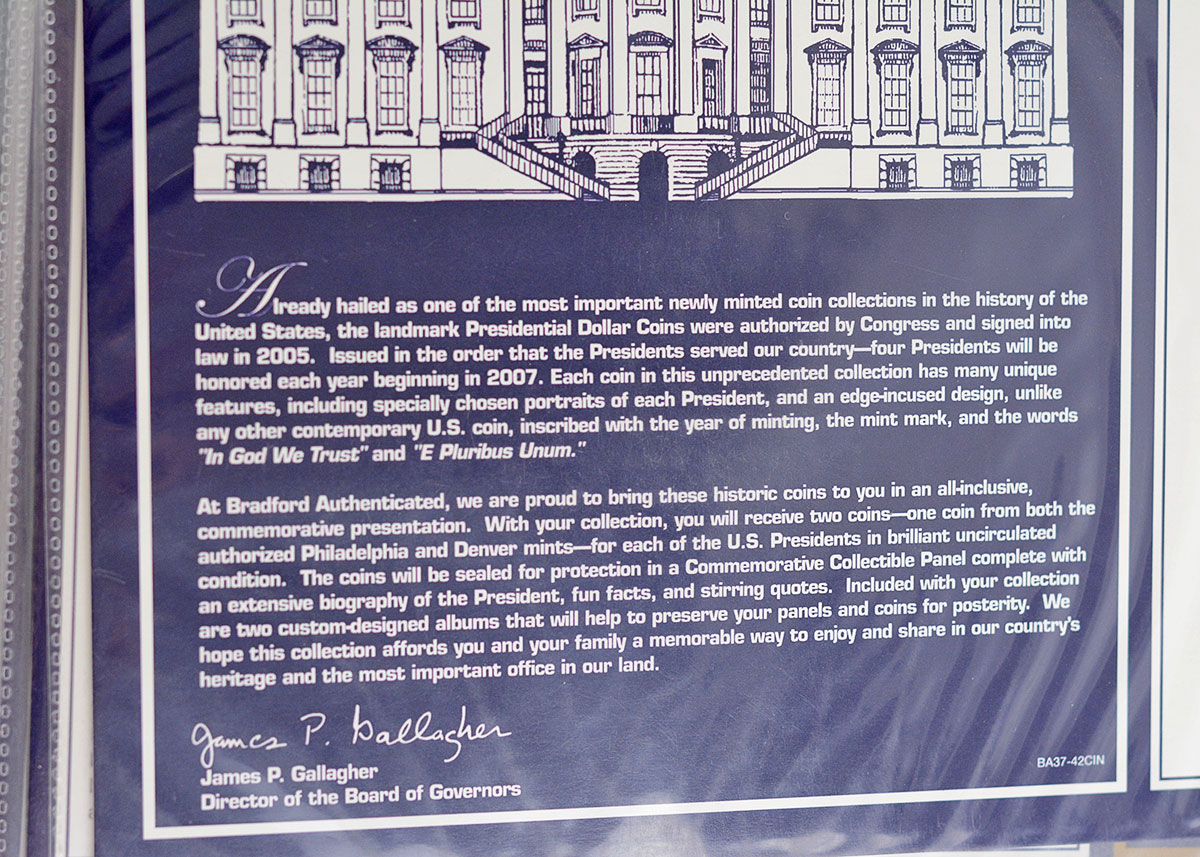 Already hailed as one of the most important newly minted coin collections in the history of the
United States, the landmark Presidential Dollar Coins were authorized by Congress and signed into
law in 2005. Issued in the order that the Presidents served our country—four Presidents will be
honored each year beginning in 2007. Each coin in this unprecedented collection has many unique
features, including specially chosen portraits of each President, and an edge-incused design, unlike
any other contemporary U.S. coin, inscribed with the year of minting, the mint mark, and the words
"In God We Trust" and "E Pluribus Unum."
At Bradford Authenticated, we are proud to bring these historic coins to you in an all-inclusive,
commemorative presentation. With your collection, you will receive two coins—one coin from both the
authorized Philadelphia and Denver mints—for each of the U.S. Presidents in brilliant uncirculated
condition. The coins will be sealed for protection in a Commemorative Collectible Panel complete with
an extensive biography of the President, fun facts, and stirring quotes. Included with your collection
are two custom-designed albums that will help to preserve your panels and coins for posterity. We
hope this collection affords you and your family a memorable way to enjoy and share in our country's
heritage and the most important office in our land.
James P. Gallagher
James P. Gallagher
Director of the Board of Governors
BA37-42CIN